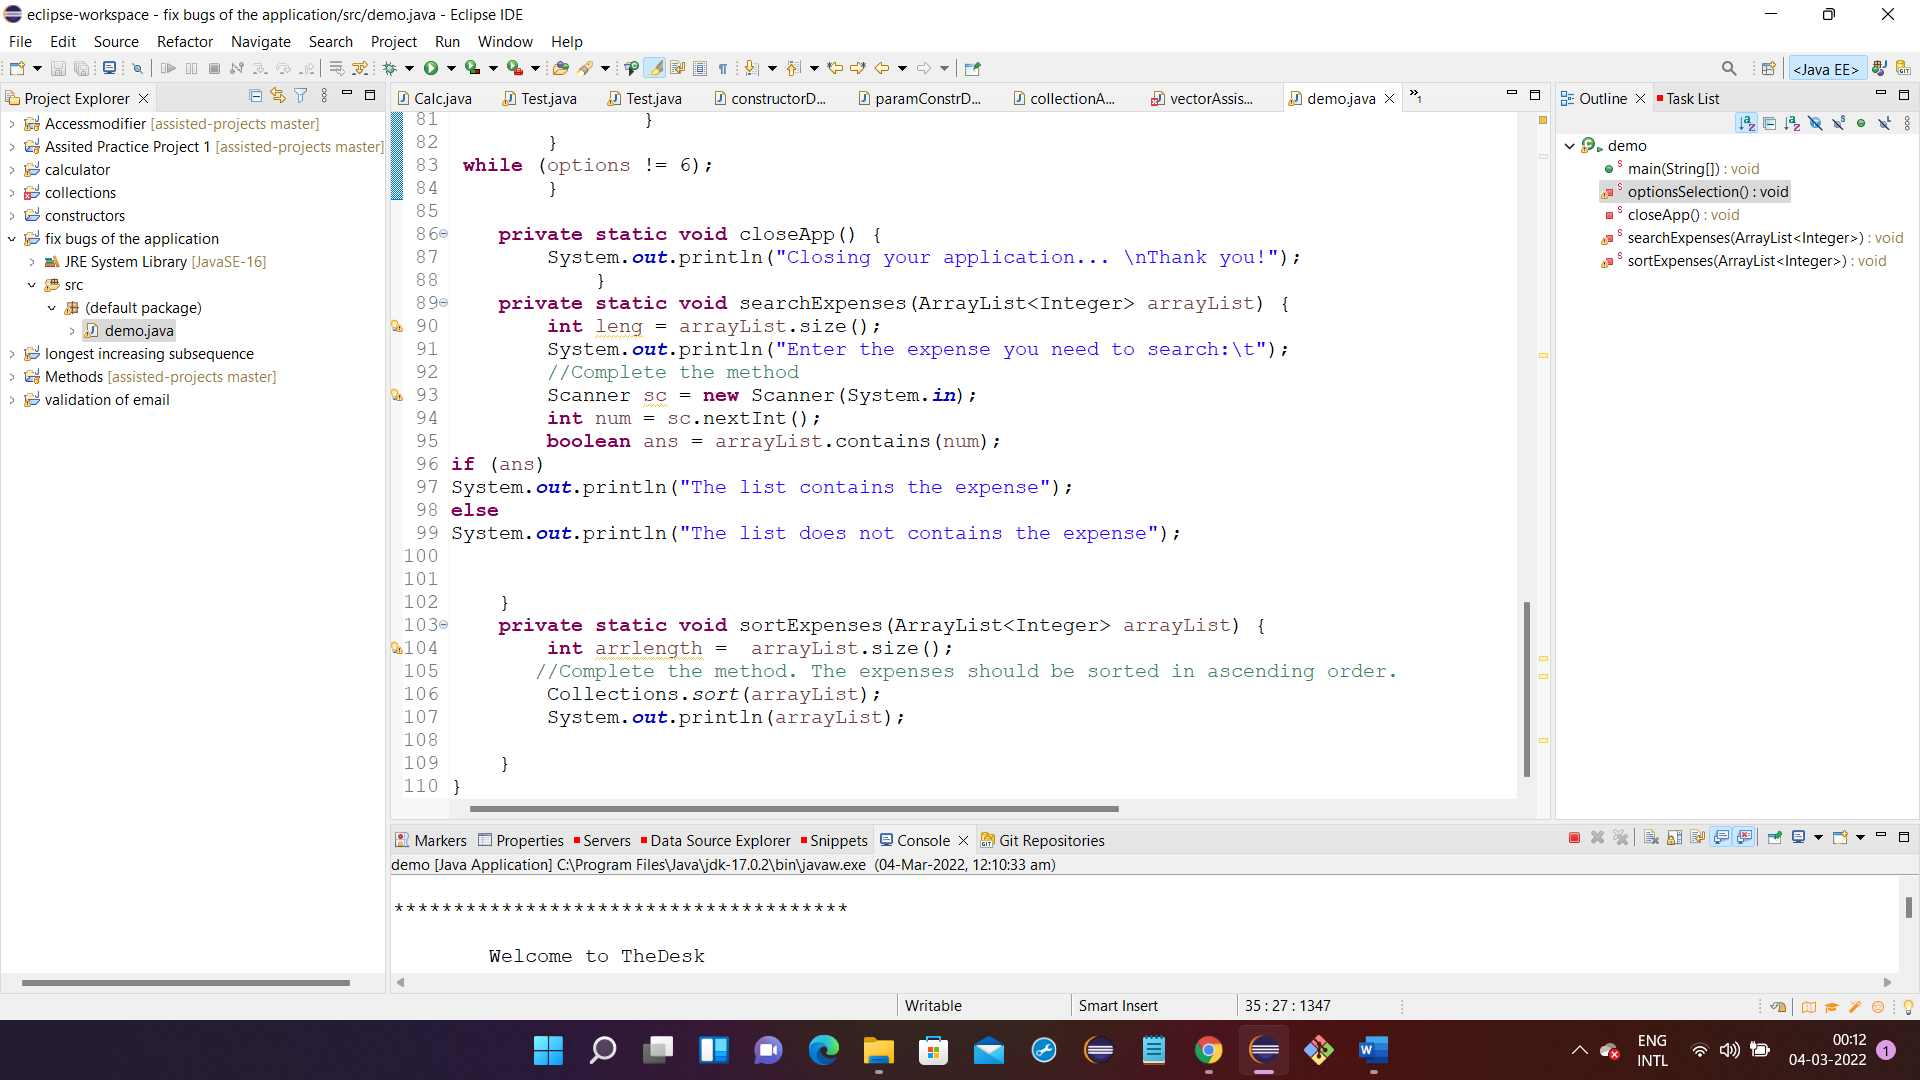 eclipse-workspace - fix bugs of the application/src/demo.java - Eclipse IDE
File Edit Source Refactor Navigate Search Project Run Window Help
<Java EE>
Project Explorer
Accessmodifier [assisted-projects master]
Assited Practice Project 1 [assisted-projects master]
calculator
collections
constructors
fix bugs of the application
JRE System Library [JavaSE-16]
src
(default package)
demo.java
longest increasing subsequence
Methods [assisted-projects master]
validation of email
Calc.java Test.java Test.java constructorD... paramConstrD... collectionA... vectorAssis... demo.java »1
81 }
82 }
83 while (options != 6);
84 }
85
86 private static void closeApp() {
87 System.out.println("Closing your application... \nThank you!");
88 }
89 private static void searchExpenses(ArrayList<Integer> arrayList) {
90 int leng = arrayList.size();
91 System.out.println("Enter the expense you need to search:\t");
92 //Complete the method
93 Scanner sc = new Scanner(System.in);
94 int num = sc.nextInt();
95 boolean ans = arrayList.contains(num);
96 if (ans)
97 System.out.println("The list contains the expense");
98 else
99 System.out.println("The list does not contains the expense");
100
101
102 }
103 private static void sortExpenses(ArrayList<Integer> arrayList) {
104 int arrlength = arrayList.size();
105 //Complete the method. The expenses should be sorted in ascending order.
106 Collections.sort(arrayList);
107 System.out.println(arrayList);
108
109 }
110 }
Outline Task List
demo
main(String[]) : void
optionsSelection() : void
closeApp() : void
searchExpenses(ArrayList<Integer>) : void
sortExpenses(ArrayList<Integer>) : void
Markers Properties Servers Data Source Explorer Snippets Console Git Repositories
demo [Java Application] C:\Program Files\Java\jdk-17.0.2\bin\javaw.exe (04-Mar-2022, 12:10:33 am)
**************************************
Welcome to TheDesk
Writable Smart Insert 35 : 27 : 1347
ENG
INTL
00:12
04-03-2022
1